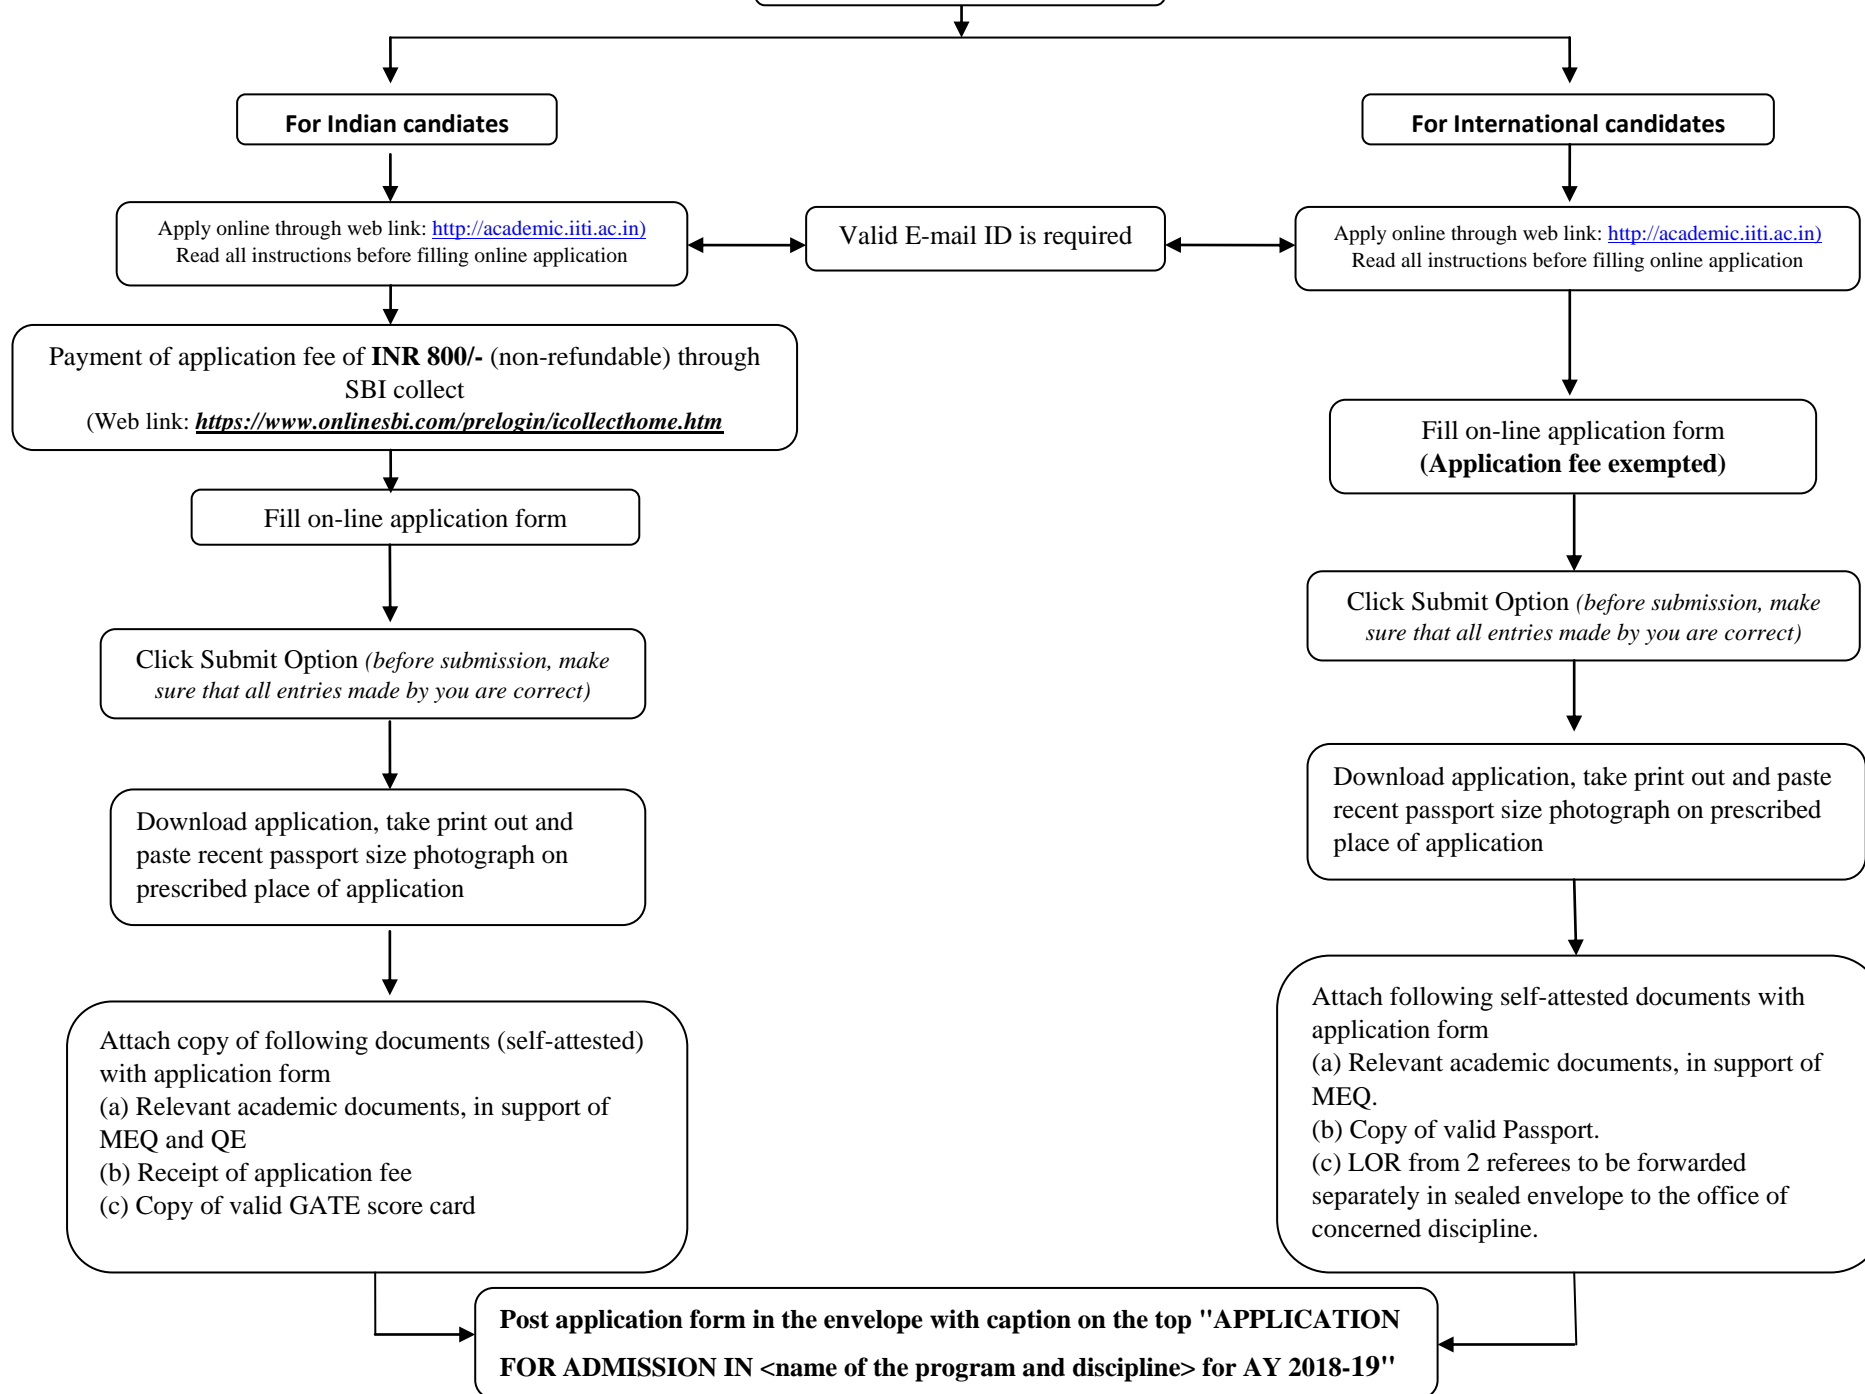 For Indian candiates
For International candidates
Apply online through web link: http://academic.iiti.ac.in)
Read all instructions before filling online application
Valid E-mail ID is required
Apply online through web link: http://academic.iiti.ac.in)
Read all instructions before filling online application
Payment of application fee of INR 800/- (non-refundable) through
SBI collect
(Web link: https://www.onlinesbi.com/prelogin/icollecthome.htm
Fill on-line application form
(Application fee exempted)
Fill on-line application form
Click Submit Option (before submission, make
sure that all entries made by you are correct)
Click Submit Option (before submission, make
sure that all entries made by you are correct)
Download application, take print out and paste
recent passport size photograph on prescribed
place of application
Download application, take print out and
paste recent passport size photograph on
prescribed place of application
Attach following self-attested documents with
application form
(a) Relevant academic documents, in support of
MEQ.
(b) Copy of valid Passport.
(c) LOR from 2 referees to be forwarded
separately in sealed envelope to the office of
concerned discipline.
Attach copy of following documents (self-attested)
with application form
(a) Relevant academic documents, in support of
MEQ and QE
(b) Receipt of application fee
(c) Copy of valid GATE score card
Post application form in the envelope with caption on the top "APPLICATION
FOR ADMISSION IN <name of the program and discipline> for AY 2018-19"